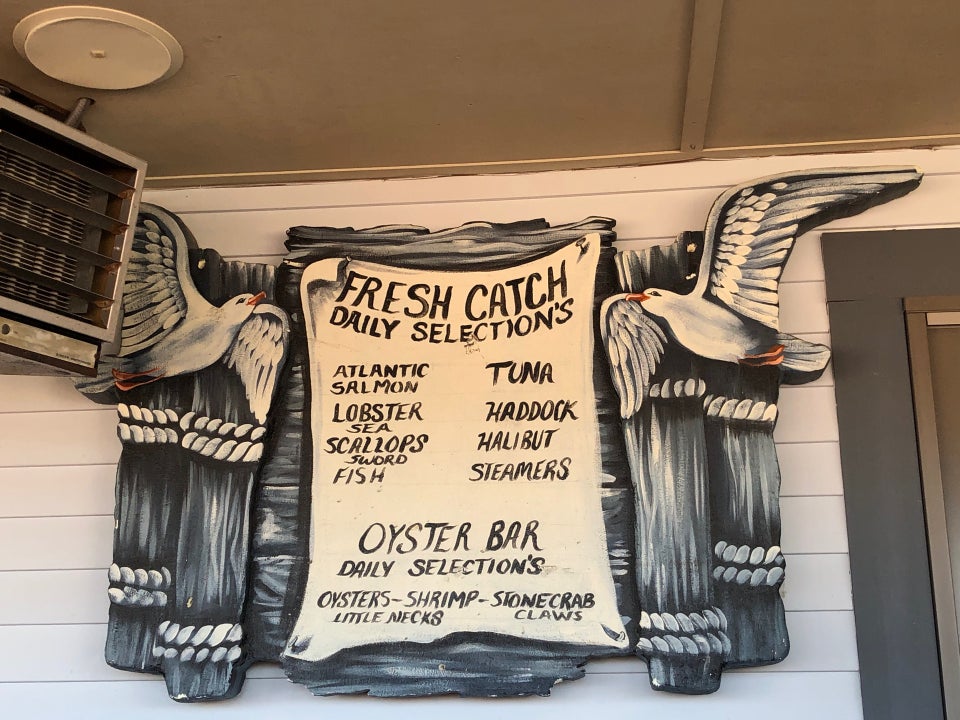 FRESH CATCH
DAILY SELECTION'S
ATLANTIC
SALMON
TUNA
LOBSTER
HADDOCK
SEA
SCALLOPS
HALIBUT
SWORD
FISH
STEAMERS
OYSTER BAR
DAILY SELECTION'S
OYSTERS-SHRIMP-STONECRAB
LITTLE NECKS CLAWS